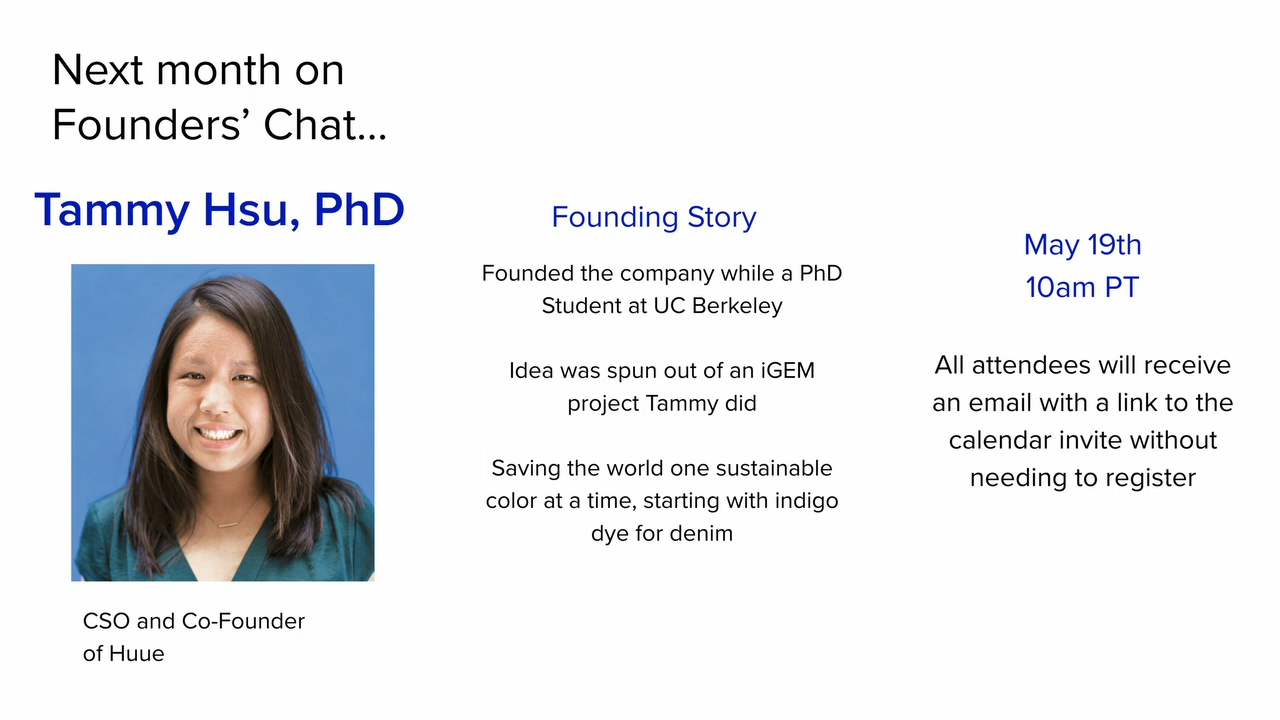 Next month on
Founders’ Chat...
Tammy Hsu, PhD
CSO and Co-Founder
of Huue
Founding Story
Founded the company while a PhD
Student at UC Berkeley
Idea was spun out of an iGEM
project Tammy did
Saving the world one sustainable
color at a time, starting with indigo
dye for denim
May 19th
10am PT
All attendees will receive
an email with a link to the
calendar invite without
needing to register